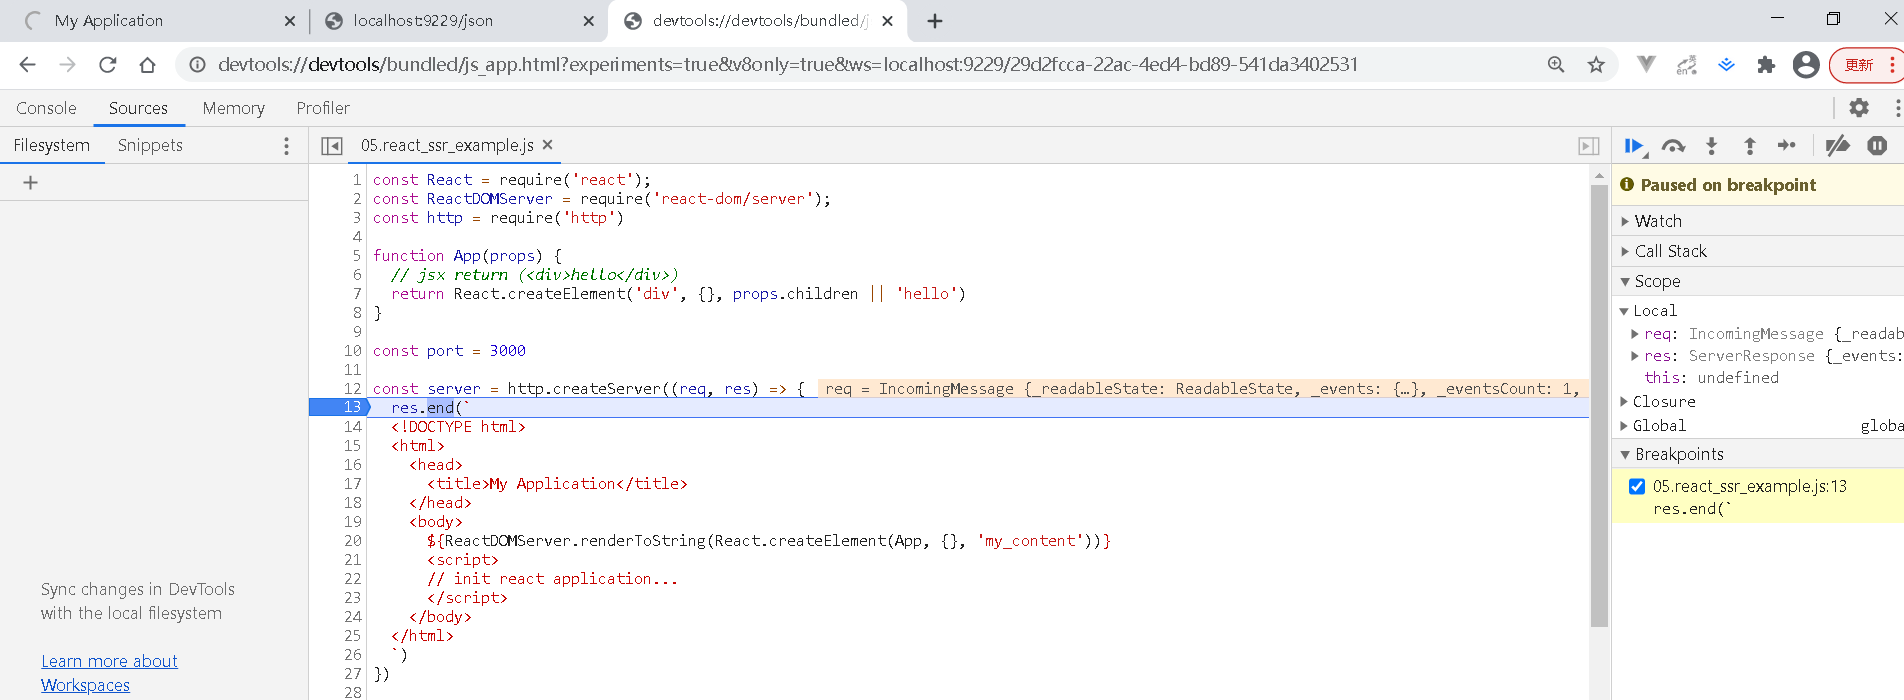 My Application
localhost:9229/json
devtools://devtools/bundled/j
devtools://devtools/bundled/js_app.html?experiments=true&v8only=true&ws=localhost:9229/29d2fcca-22ac-4ed4-bd89-541da3402531
更新
Console Sources Memory Profiler
Filesystem Snippets
05.react_ssr_example.js
1 const React = require('react');
2 const ReactDOMServer = require('react-dom/server');
3 const http = require('http')
4
5 function App(props) {
6   // jsx return (<div>hello</div>)
7   return React.createElement('div', {}, props.children || 'hello')
8 }
9
10 const port = 3000
11
12 const server = http.createServer((req, res) => { req = IncomingMessage {_readableState: ReadableState, _events: {…}, _eventsCount: 1,
13   res.end(`
14   <!DOCTYPE html>
15   <html>
16     <head>
17       <title>My Application</title>
18     </head>
19     <body>
20       ${ReactDOMServer.renderToString(React.createElement(App, {}, 'my_content'))}
21       <script>
22       // init react application...
23       </script>
24     </body>
25   </html>
26   `)
27 })
28
Sync changes in DevTools
with the local filesystem
Learn more about
Workspaces
Paused on breakpoint
Watch
Call Stack
Scope
Local
req: IncomingMessage {_readab
res: ServerResponse {_events:
this: undefined
Closure
Global globa
Breakpoints
05.react_ssr_example.js:13
res.end(`